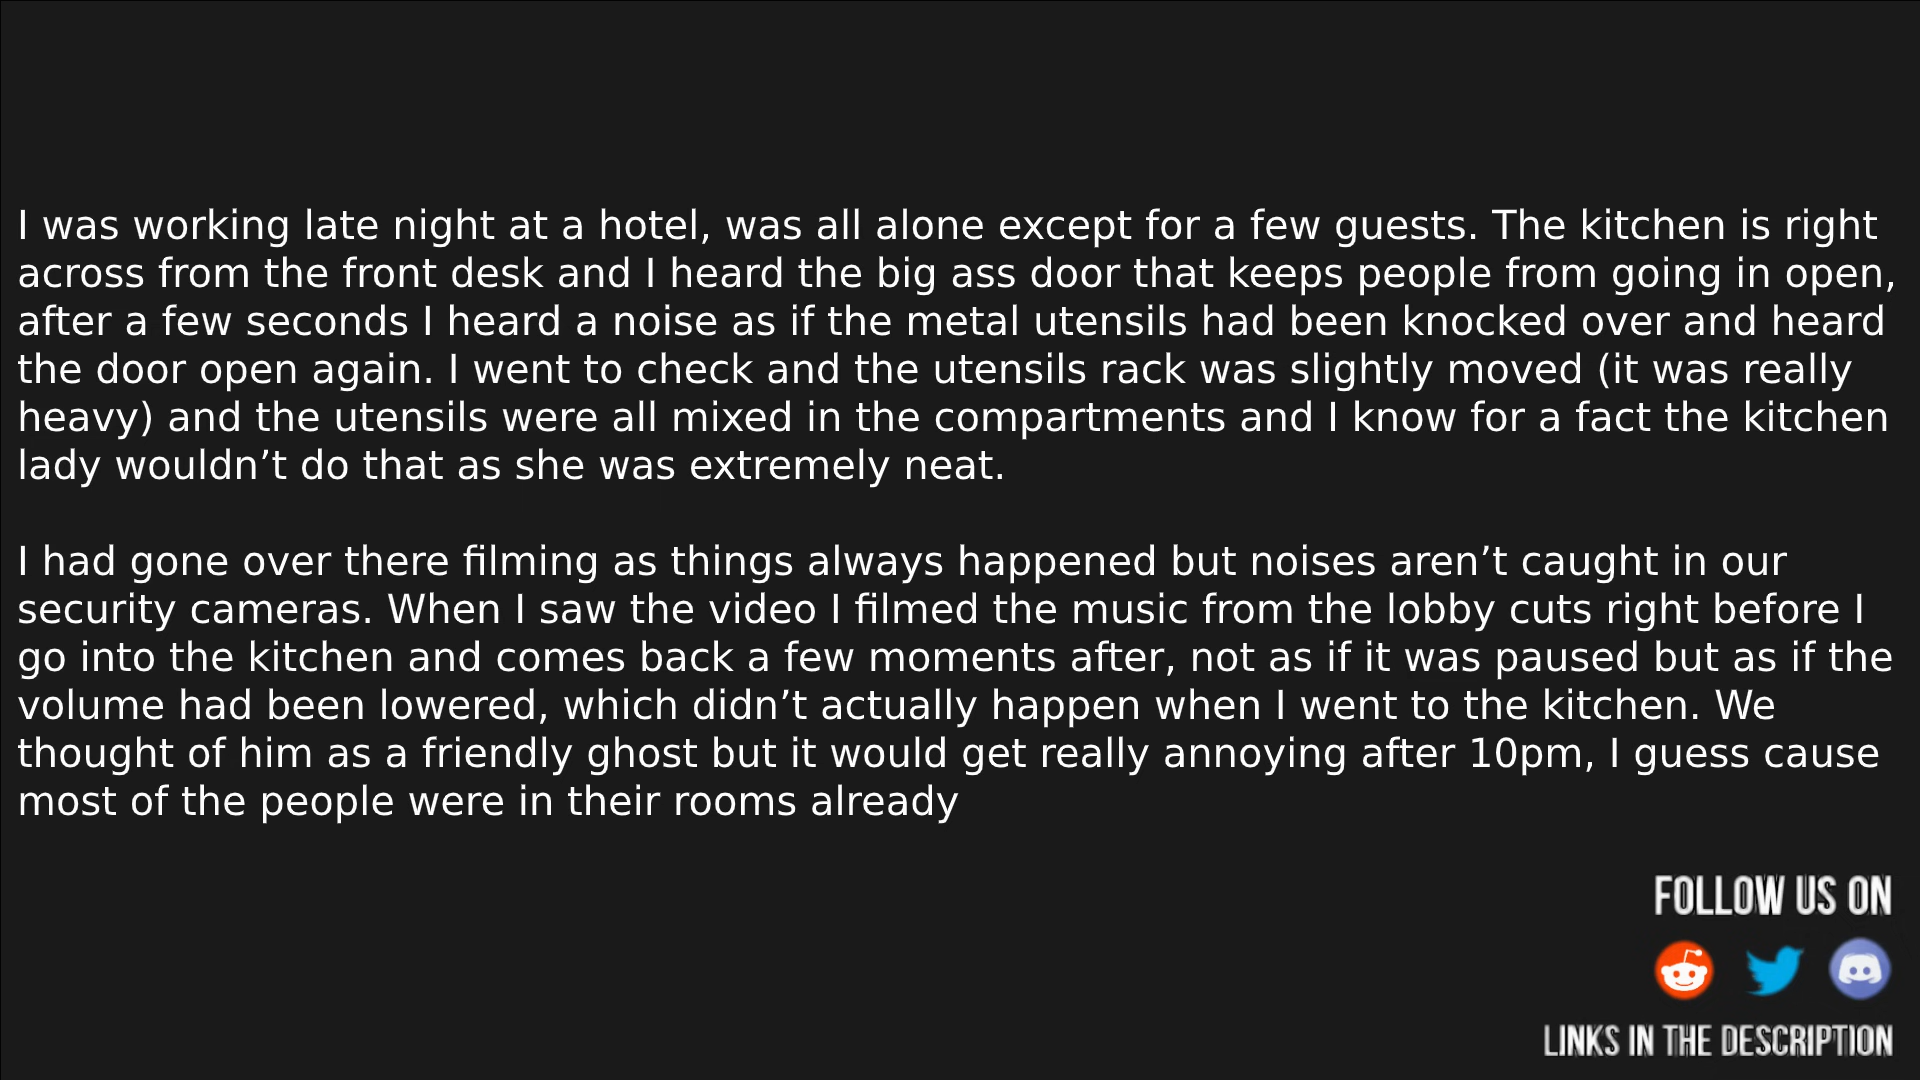 I was working late night at a hotel, was all alone except for a few guests. The kitchen is right
across from the front desk and I heard the big ass door that keeps people from going in open,
after a few seconds I heard a noise as if the metal utensils had been knocked over and heard
the door open again. I went to check and the utensils rack was slightly moved (it was really
heavy) and the utensils were all mixed in the compartments and I know for a fact the kitchen
lady wouldn’t do that as she was extremely neat.
I had gone over there filming as things always happened but noises aren’t caught in our
security cameras. When I saw the video I filmed the music from the lobby cuts right before I
go into the kitchen and comes back a few moments after, not as if it was paused but as if the
volume had been lowered, which didn’t actually happen when I went to the kitchen. We
thought of him as a friendly ghost but it would get really annoying after 10pm, I guess cause
most of the people were in their rooms already
FOLLOW US ON
LINKS IN THE DESCRIPTION